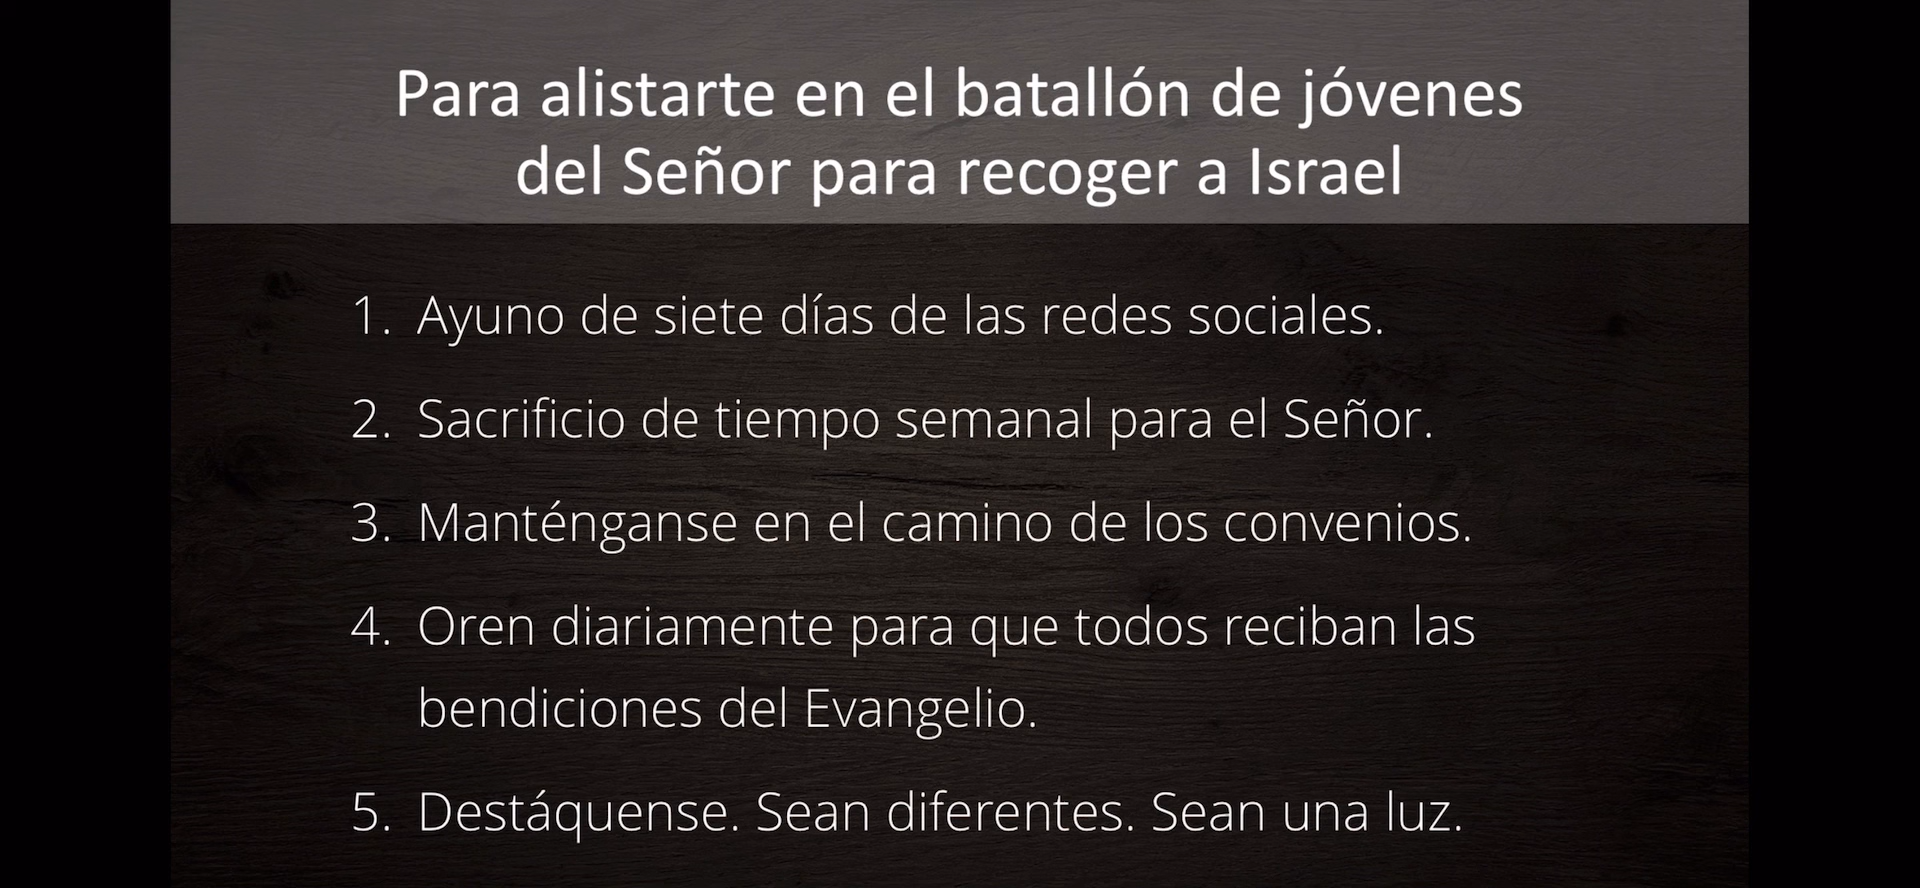 Para alistarte en el batallón de jóvenes
del Señor para recoger a Israel
1. Ayuno de siete días de las redes sociales.
2. Sacrificio de tiempo semanal para el Señor.
3. Manténganse en el camino de los convenios.
4. Oren diariamente para que todos reciban las
bendiciones del Evangelio.
5. Destáquense. Sean diferentes. Sean una luz.